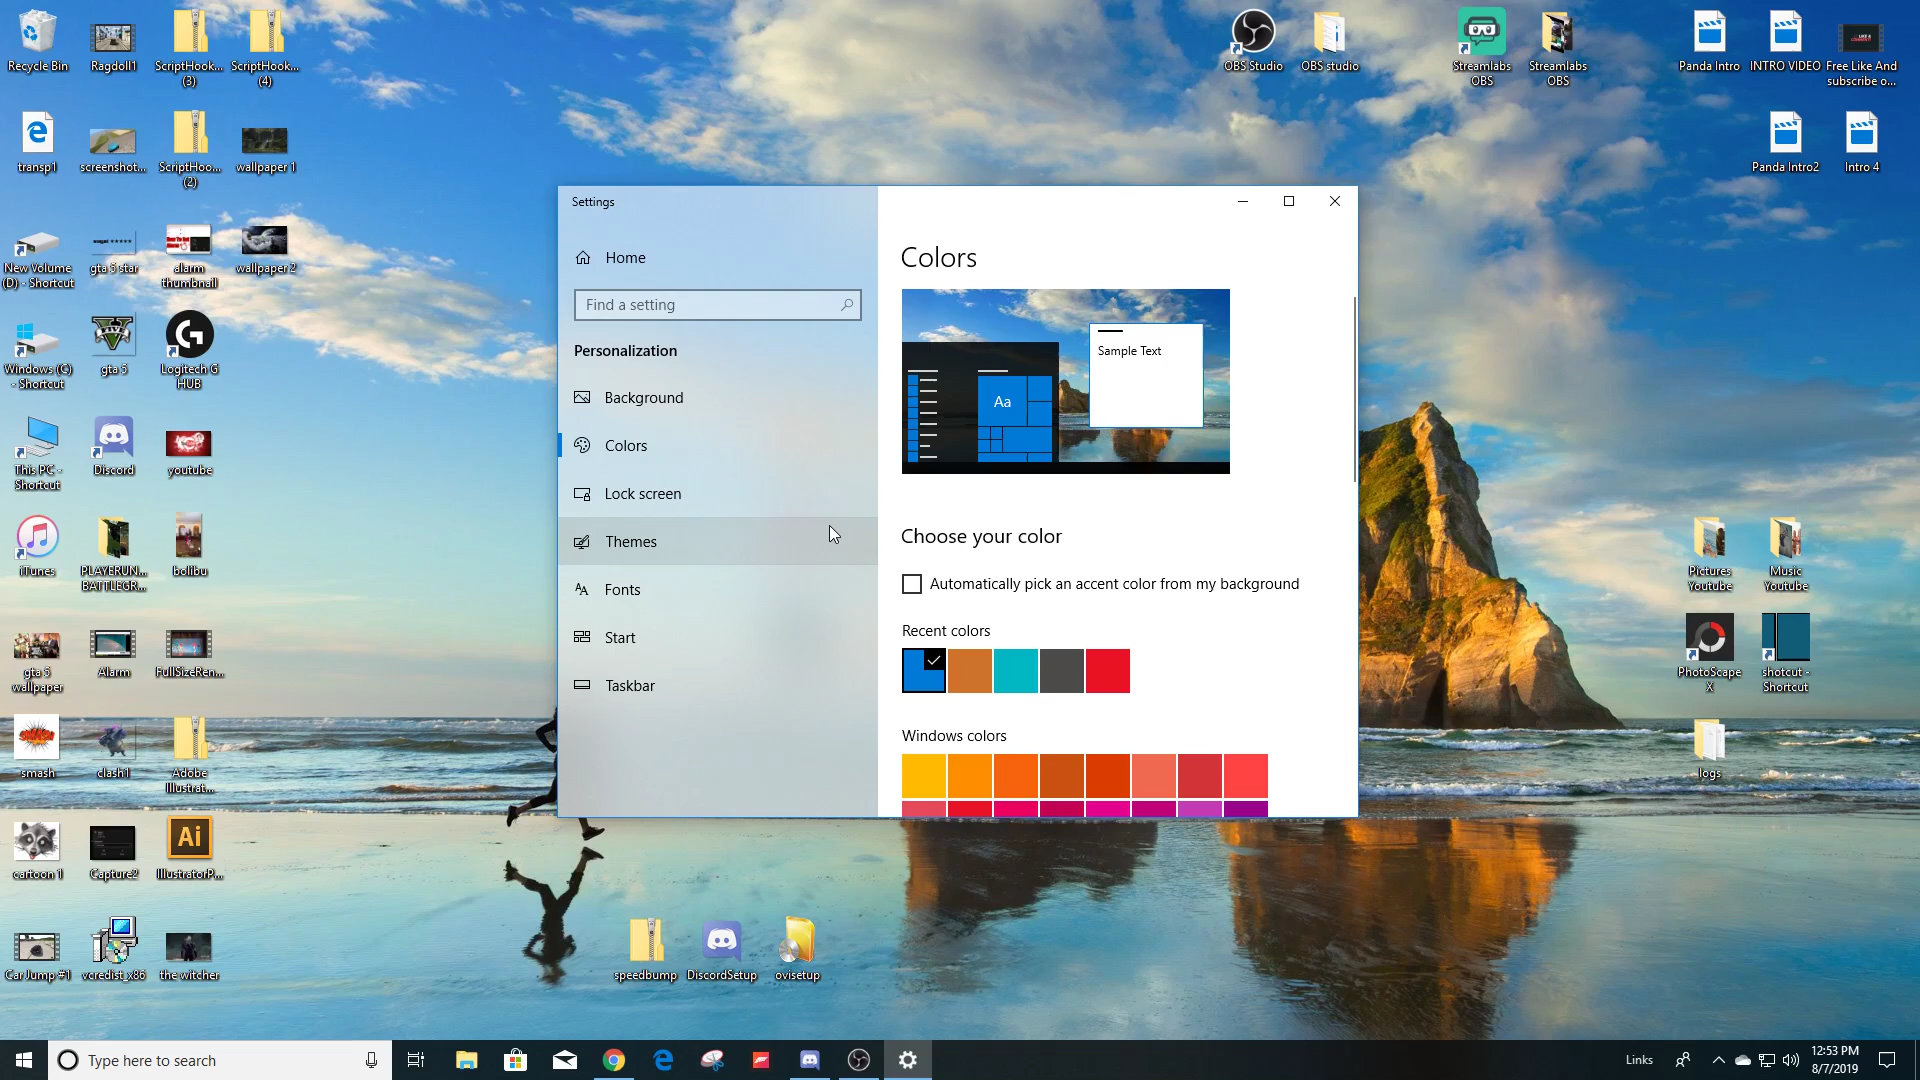 Recycle Bin
Ragdoll1
ScriptHook...
(3)
ScriptHook...
(4)
OBS Studio
OBS studio
Streamlabs
OBS
Streamlabs
OBS
Panda Intro
INTRO VIDEO
Free Like And
subscribe o...
transp1
screenshot...
ScriptHoo...
(2)
wallpaper 1
Panda Intro2
Intro 4
New Volume
(D) - Shortcut
gta 5 star
alarm
thumbnail
wallpaper 2
Windows (C)
- Shortcut
gta 5
Logitech G
HUB
This PC -
Shortcut
Discord
youtube
iTunes
PLAYERUN...
BATTLEGR...
bolibu
gta 5
wallpaper
Alarm
FullSizeRen...
smash
clash1
Adobe
Illustrat...
cartoon 1
Capture2
Ai
IllustratorP...
Car Jump #1
vcredist_x86
the witcher
speedbump
DiscordSetup
ovisetup
Pictures
Youtube
Music
Youtube
PhotoScape
X
shotcut -
Shortcut
logs
Settings
Home
Find a setting
Personalization
Background
Colors
Lock screen
Themes
Fonts
Start
Taskbar
Colors
Sample Text
Aa
Choose your color
Automatically pick an accent color from my background
Recent colors
Windows colors
Type here to search
Links
12:53 PM
8/7/2019